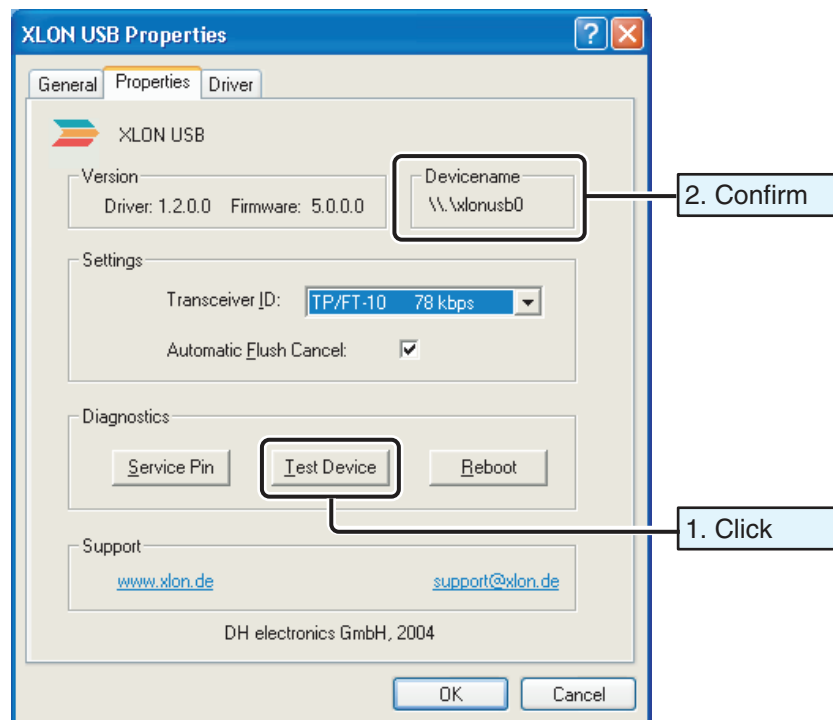 XLON USB Properties
General Properties Driver
XLON USB
Version
Driver: 1.2.0.0 Firmware: 5.0.0.0
Devicename
\\.\xlonusb0
2. Confirm
Settings
Transceiver ID: TP/FT-10 78 kbps
Automatic Flush Cancel:
Diagnostics
Service Pin Test Device Reboot
1. Click
Support
www.xlon.de support@xlon.de
DH electronics GmbH, 2004
OK Cancel